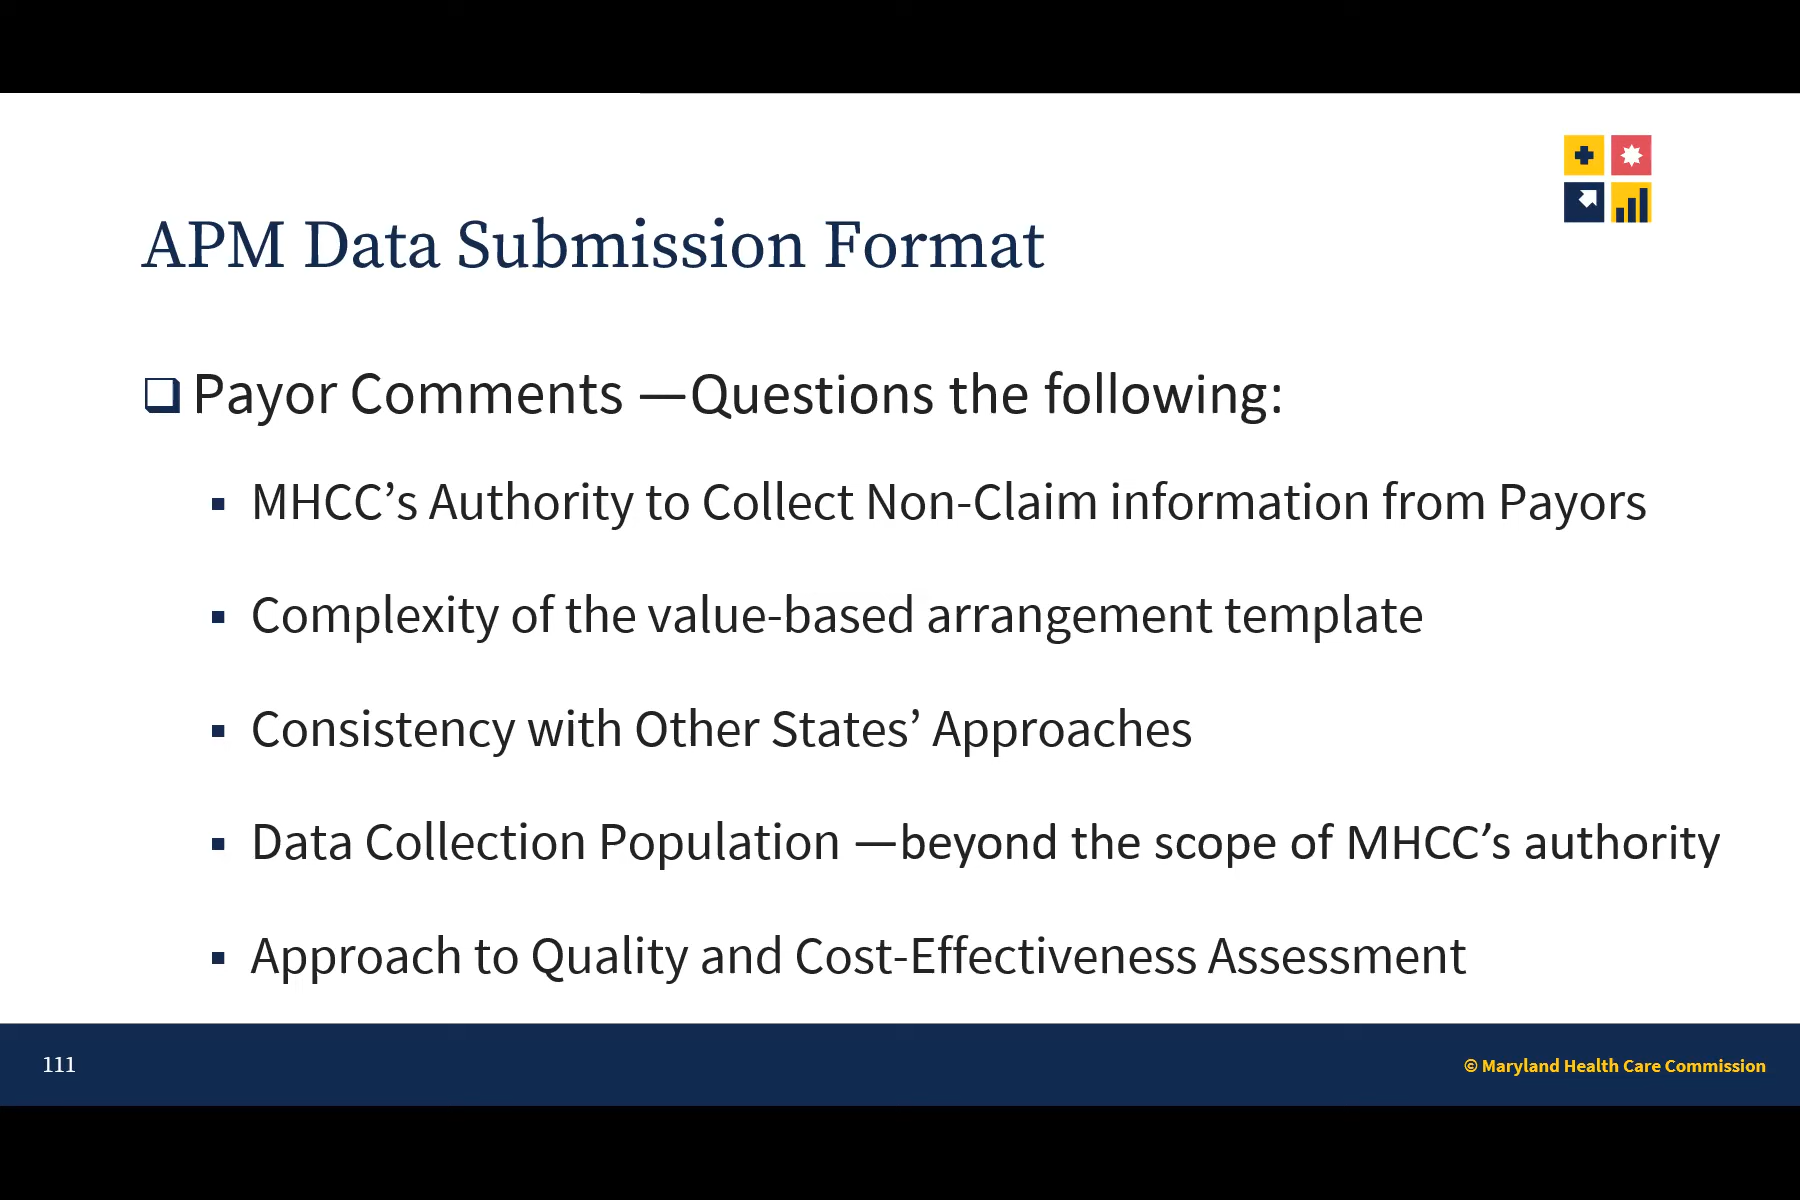 APM Data Submission Format
Payor Comments —Questions the following:
MHCC’s Authority to Collect Non-Claim information from Payors
Complexity of the value-based arrangement template
Consistency with Other States’ Approaches
Data Collection Population —beyond the scope of MHCC’s authority
Approach to Quality and Cost-Effectiveness Assessment
111
© Maryland Health Care Commission